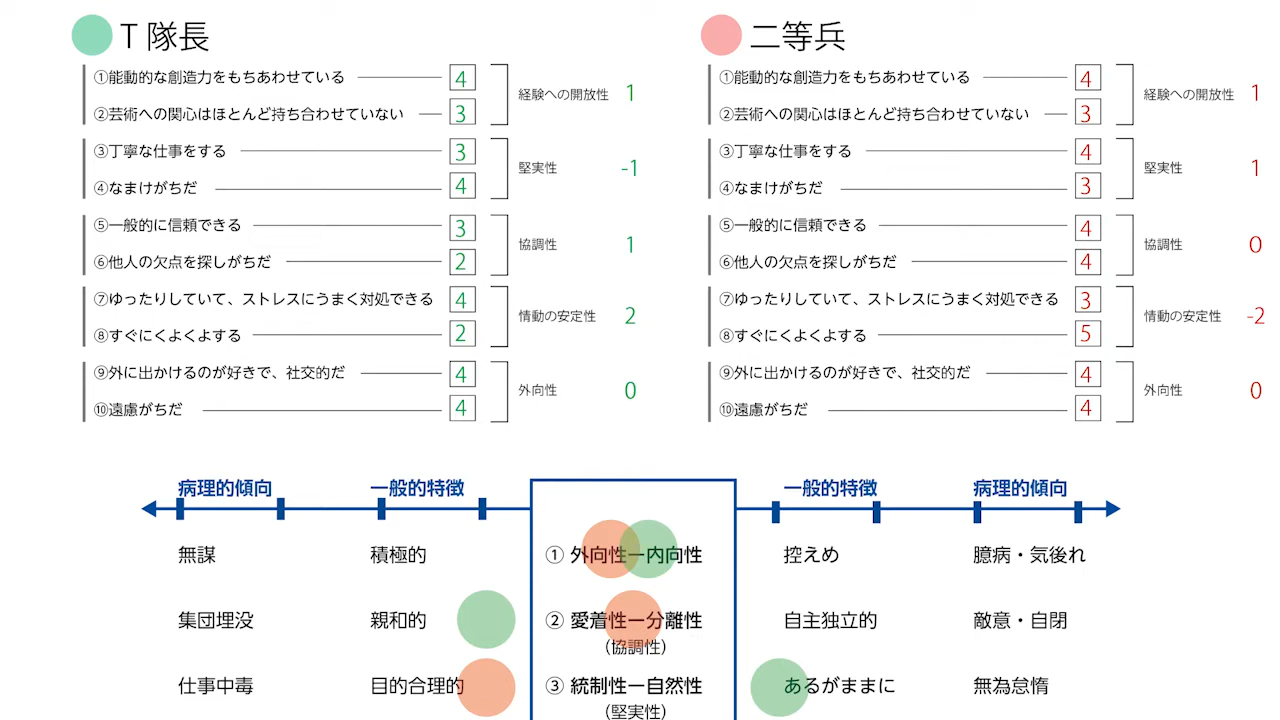 T 隊長
①能動的な創造力をもちあわせている 4
経験への開放性 1
②芸術への関心はほとんど持ち合わせていない 3
③丁寧な仕事をする 3
堅実性 -1
④なまけがちだ 4
⑤一般的に信頼できる 3
協調性 1
⑥他人の欠点を探しがちだ 2
⑦ゆったりしていて、ストレスにうまく対処できる 4
情動の安定性 2
⑧すぐにくよくよする 2
⑨外に出かけるのが好きで、社交的だ 4
外向性 0
⑩遠慮がちだ 4
二等兵
①能動的な創造力をもちあわせている 4
経験への開放性 1
②芸術への関心はほとんど持ち合わせていない 3
③丁寧な仕事をする 4
堅実性 1
④なまけがちだ 3
⑤一般的に信頼できる 4
協調性 0
⑥他人の欠点を探しがちだ 4
⑦ゆったりしていて、ストレスにうまく対処できる 3
情動の安定性 -2
⑧すぐにくよくよする 5
⑨外に出かけるのが好きで、社交的だ 4
外向性 0
⑩遠慮がちだ 4
病理的傾向 一般的特徴 一般的特徴 病理的傾向
無謀 積極的 ① 外向性ー内向性 控えめ 臆病・気後れ
集団埋没 親和的 ② 愛着性ー分離性 自主独立的 敵意・自閉
(協調性)
仕事中毒 目的合理的 ③ 統制性ー自然性 あるがままに 無為怠惰
(堅実性)